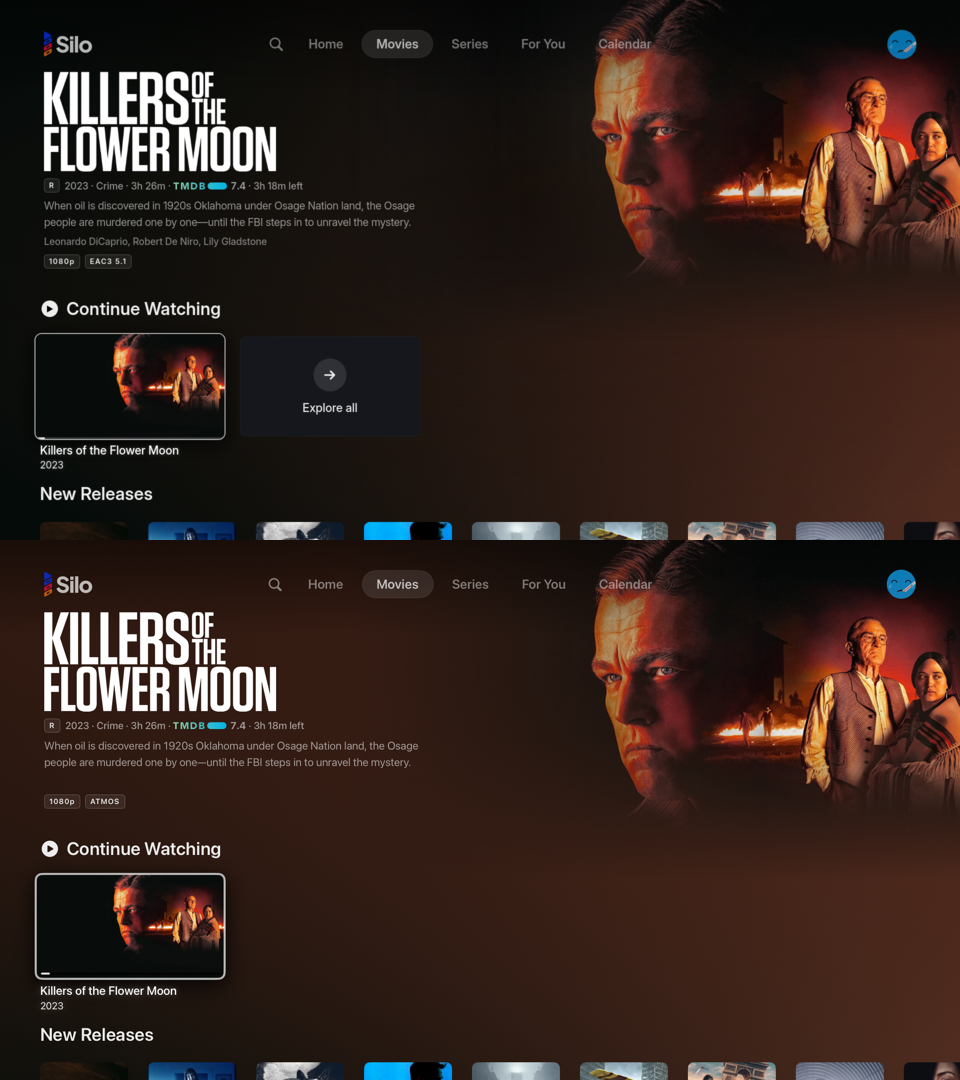 Silo
Home
Movies
Series
For You
Calendar
KILLERS OF THE
FLOWER MOON
R 2023 · Crime · 3h 26m · TMDB 7.4 · 3h 18m left
When oil is discovered in 1920s Oklahoma under Osage Nation land, the Osage
people are murdered one by one—until the FBI steps in to unravel the mystery.
Leonardo DiCaprio, Robert De Niro, Lily Gladstone
1080p EAC3 5.1
Continue Watching
Explore all
Killers of the Flower Moon
2023
New Releases
Silo
Home
Movies
Series
For You
Calendar
KILLERS OF THE
FLOWER MOON
R 2023 · Crime · 3h 26m · TMDB 7.4 · 3h 18m left
When oil is discovered in 1920s Oklahoma under Osage Nation land, the Osage
people are murdered one by one—until the FBI steps in to unravel the mystery.
1080p ATMOS
Continue Watching
Killers of the Flower Moon
2023
New Releases